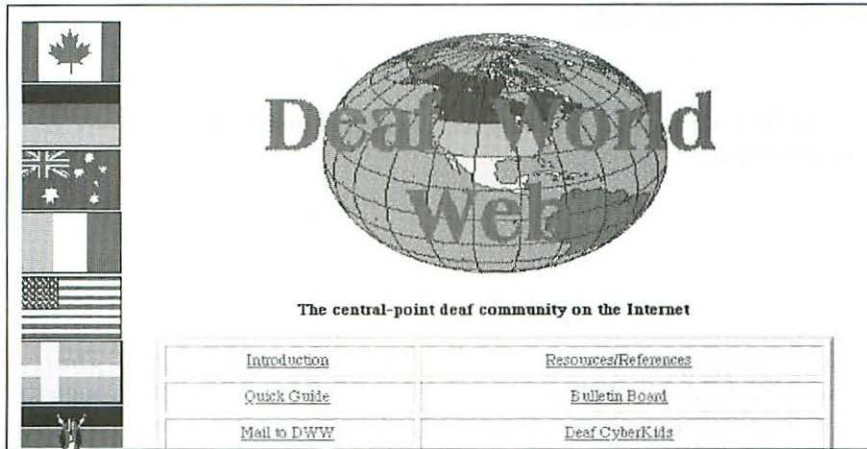 Deaf World
Web
The central-point deaf community on the Internet
Introduction
Resources/References
Quick Guide
Bulletin Board
Mail to DWW
Deaf CyberKids